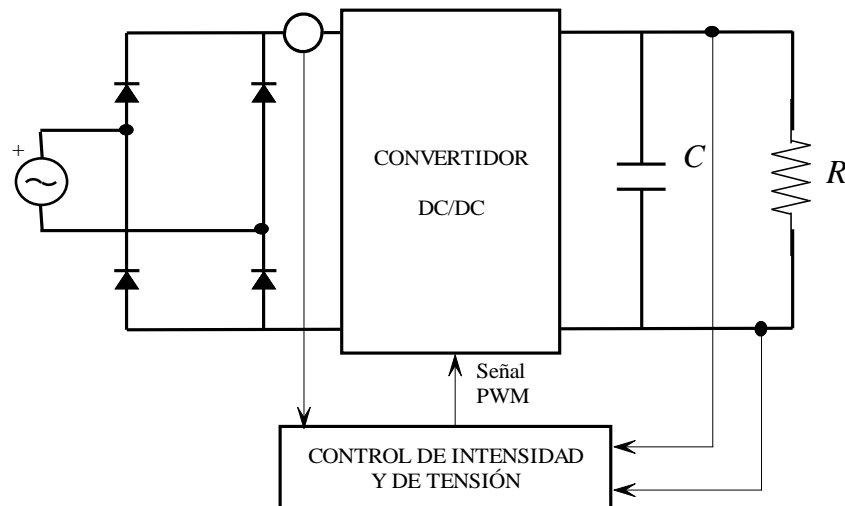 +
CONVERTIDOR
DC/DC
C
R
Señal
PWM
CONTROL DE INTENSIDAD
Y DE TENSIÓN